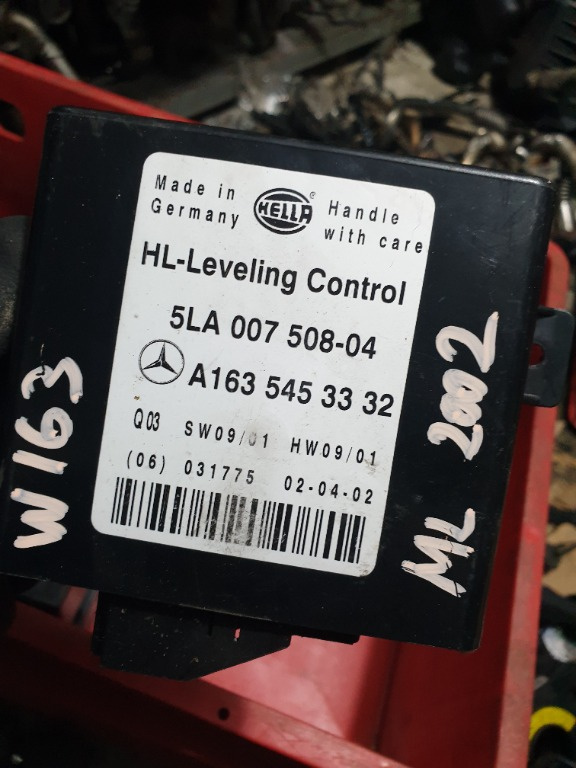 Made in
Germany
HELLA
®
Handle
with care
HL-Leveling Control
5LA 007 508-04
A163 545 33 32
Q03 SW09/01 HW09/01
(06) 031775 02-04-02
W163
ML 2002